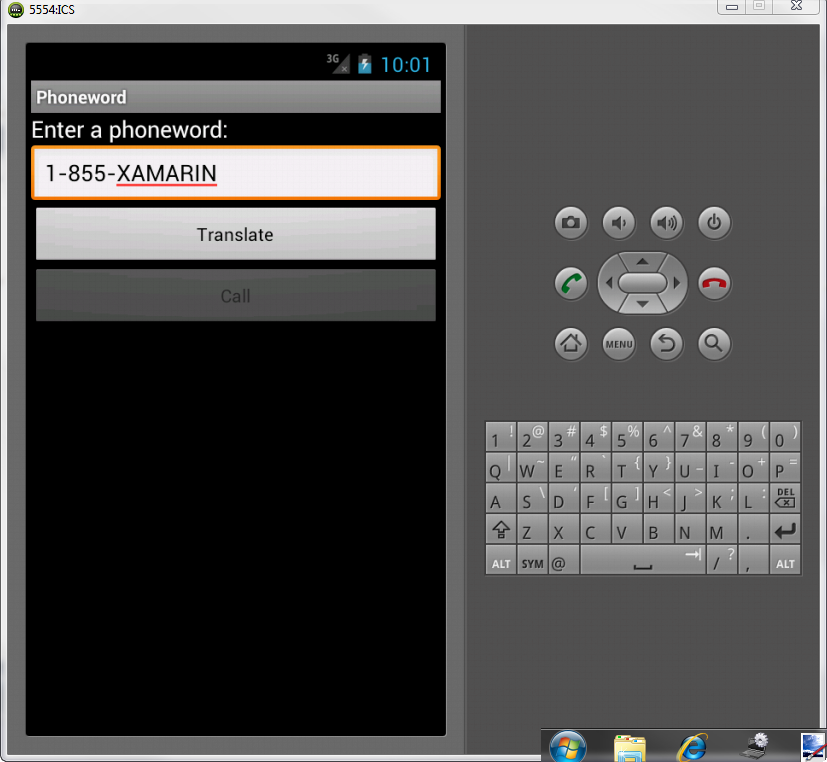 5554:ICS
3G 10:01
Phoneword
Enter a phoneword:
1-855-XAMARIN
Translate
Call
MENU
1 ! 2 @ 3 # 4 $ 5 % 6 ^ 7 & 8 * 9 ( 0 )
Q | W ~ E " R ` T { Y } U _ I - O + P =
A S \ D ' F [ G ] H < J > K ; L : DEL
Z X C V B N M .
ALT SYM @ / ? , ALT